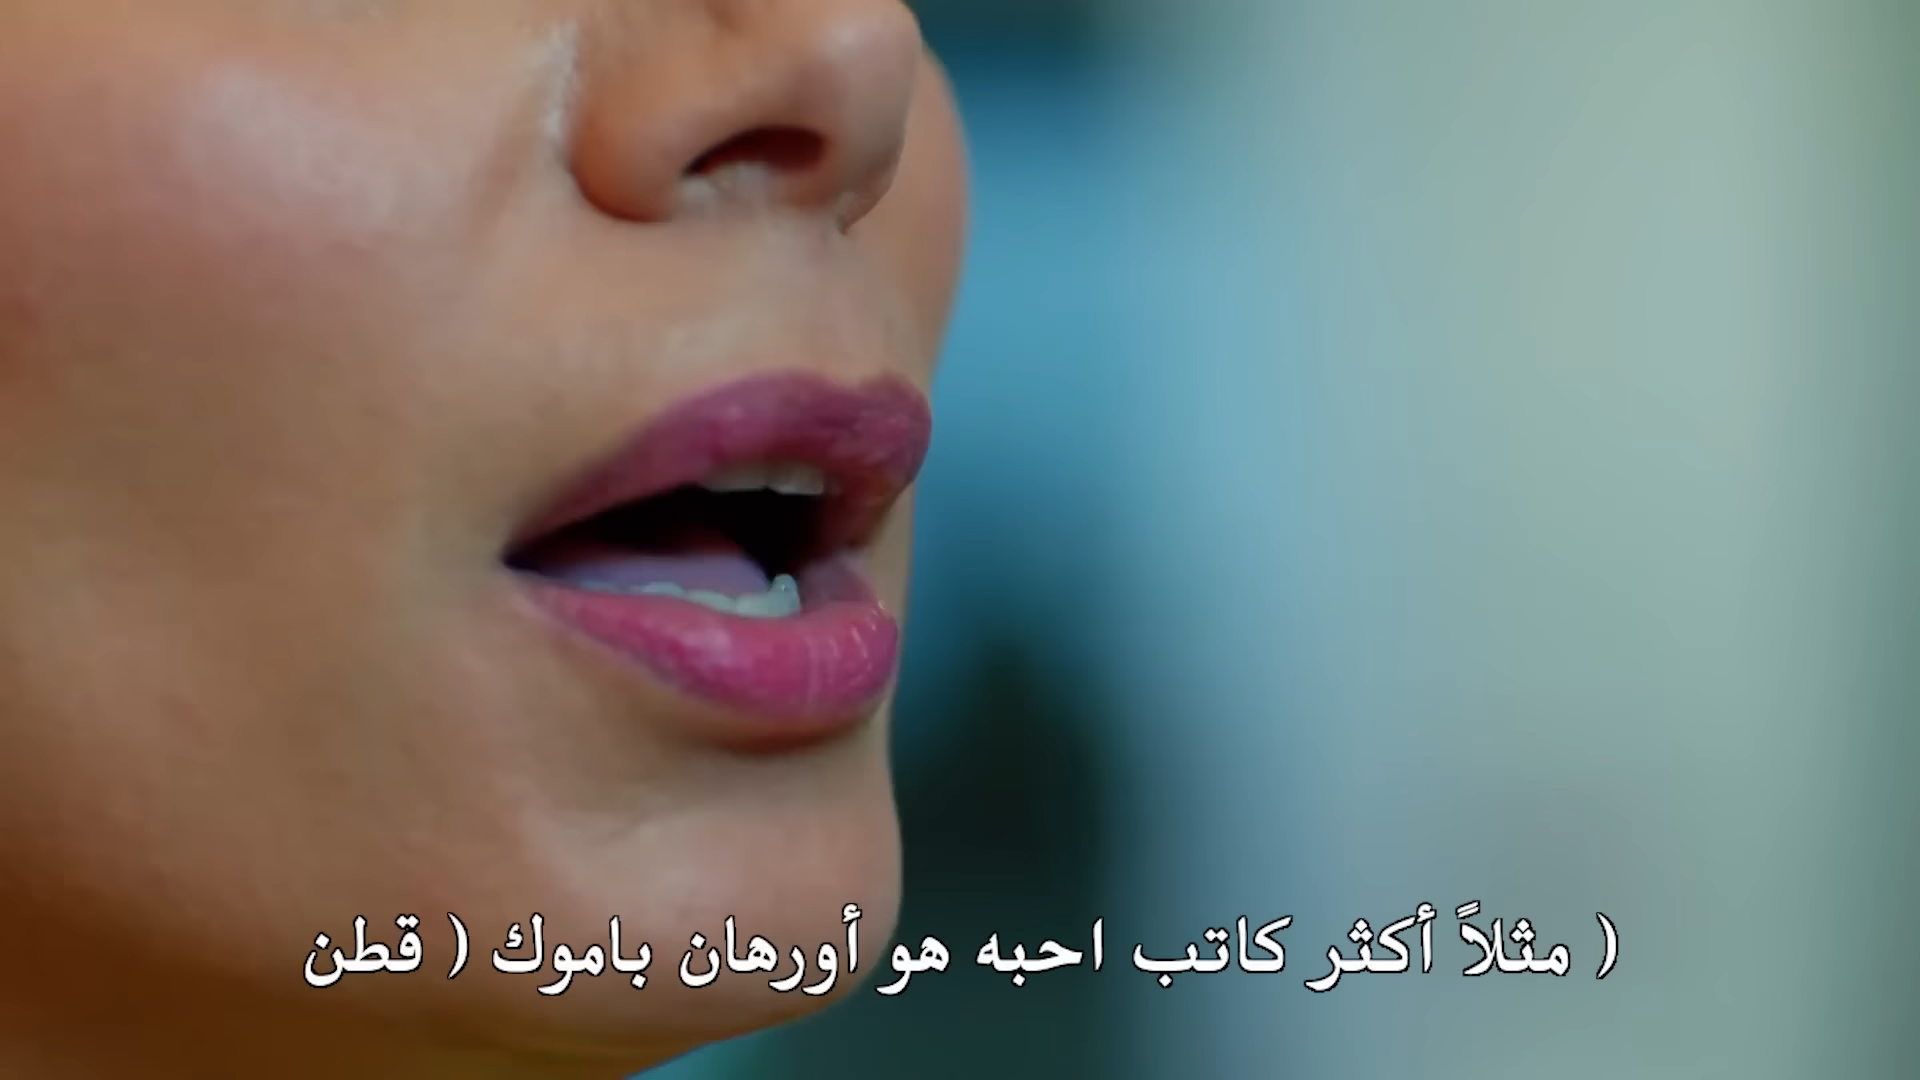 ( مثلاً أكثر كاتب احبه هو أورهان باموك ( قطن